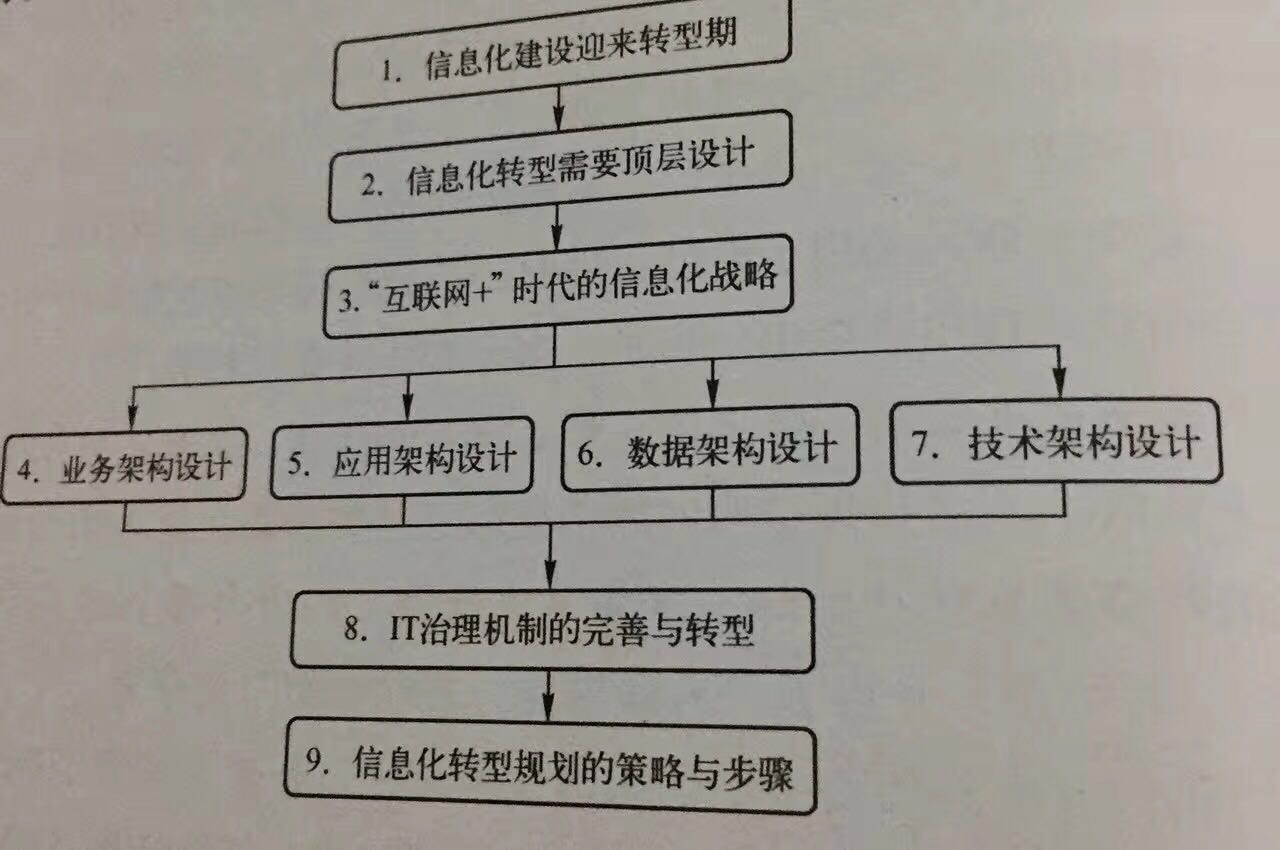 1. 信息化建设迎来转型期
2. 信息化转型需要顶层设计
3.“互联网+”时代的信息化战略
4. 业务架构设计
5. 应用架构设计
6. 数据架构设计
7. 技术架构设计
8. IT治理机制的完善与转型
9. 信息化转型规划的策略与步骤